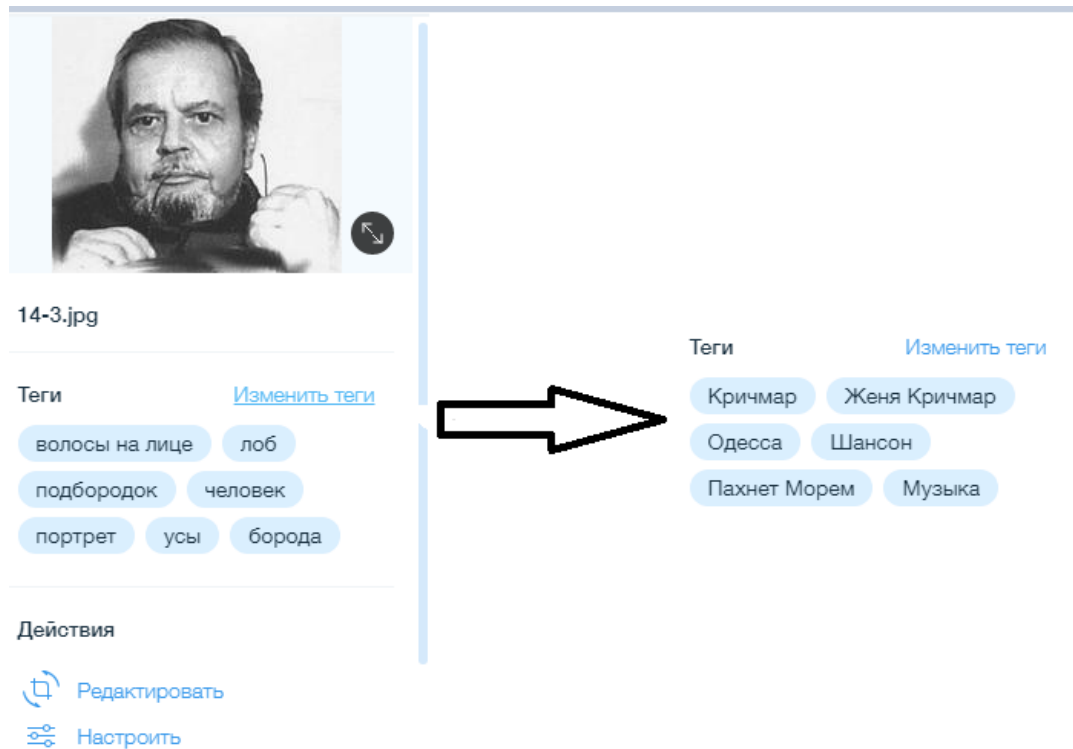 14-3.jpg
Теги Изменить теги
волосы на лице лоб
подбородок человек
портрет усы борода
Действия
Редактировать
Настроить
Теги Изменить теги
Кричмар Женя Кричмар
Одесса Шансон
Пахнет Морем Музыка